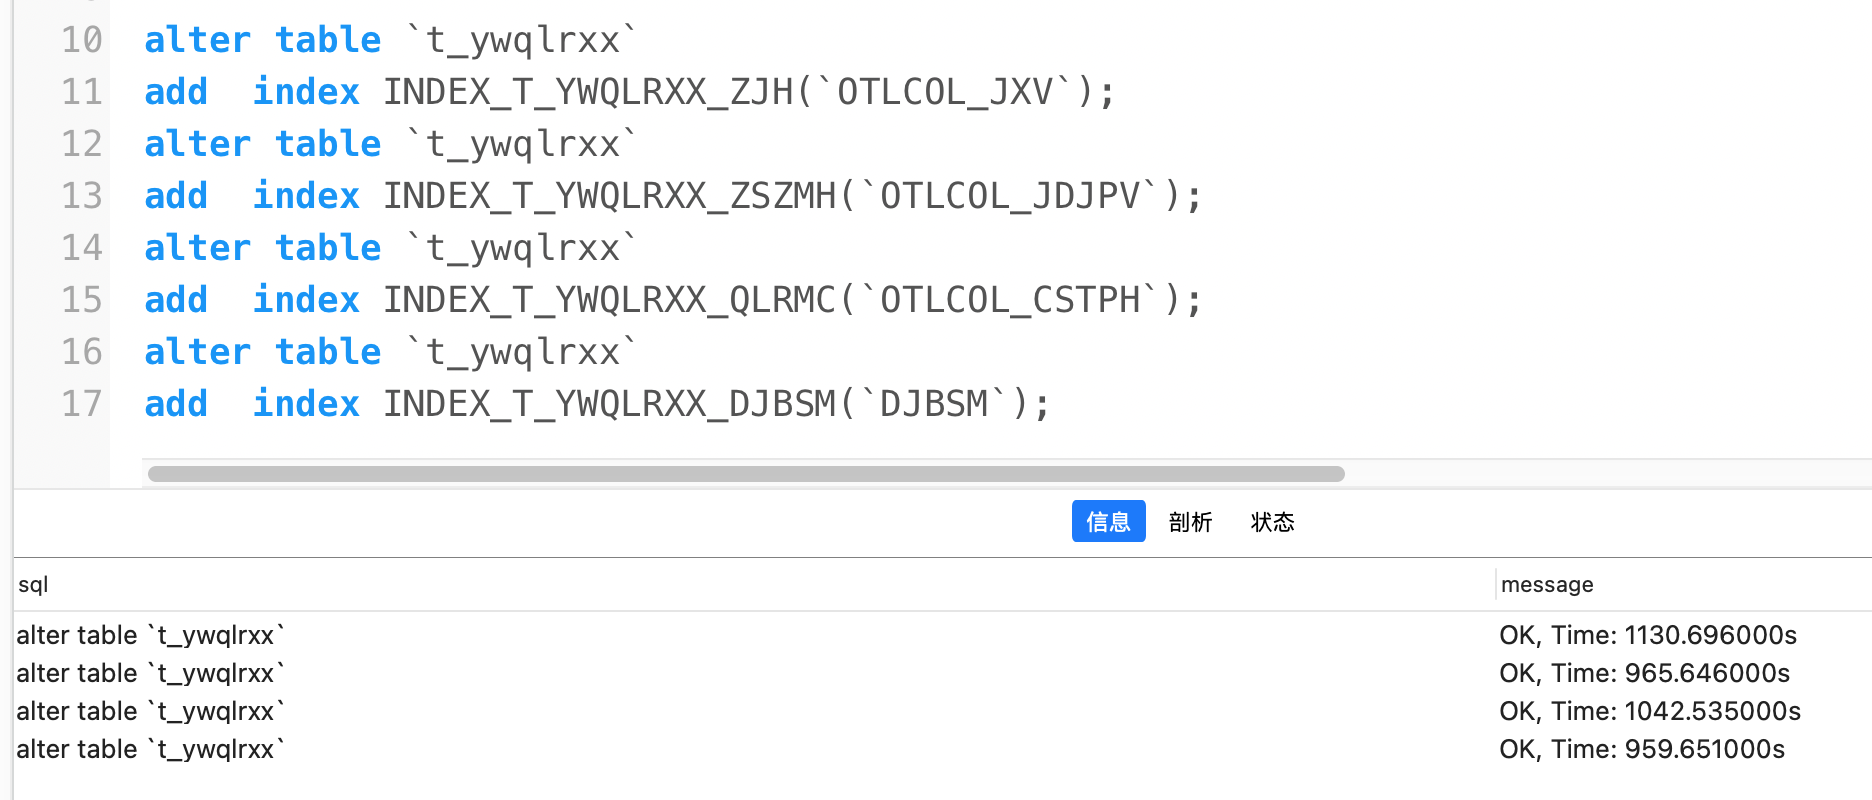 10 alter table `t_ywqlrxx`
11 add  index INDEX_T_YWQLRXX_ZJH(`OTLCOL_JXV`);
12 alter table `t_ywqlrxx`
13 add  index INDEX_T_YWQLRXX_ZSZMH(`OTLCOL_JDJPV`);
14 alter table `t_ywqlrxx`
15 add  index INDEX_T_YWQLRXX_QLRMC(`OTLCOL_CSTPH`);
16 alter table `t_ywqlrxx`
17 add  index INDEX_T_YWQLRXX_DJBSM(`DJBSM`);
信息 剖析 状态
sql message
alter table `t_ywqlrxx` OK, Time: 1130.696000s
alter table `t_ywqlrxx` OK, Time: 965.646000s
alter table `t_ywqlrxx` OK, Time: 1042.535000s
alter table `t_ywqlrxx` OK, Time: 959.651000s